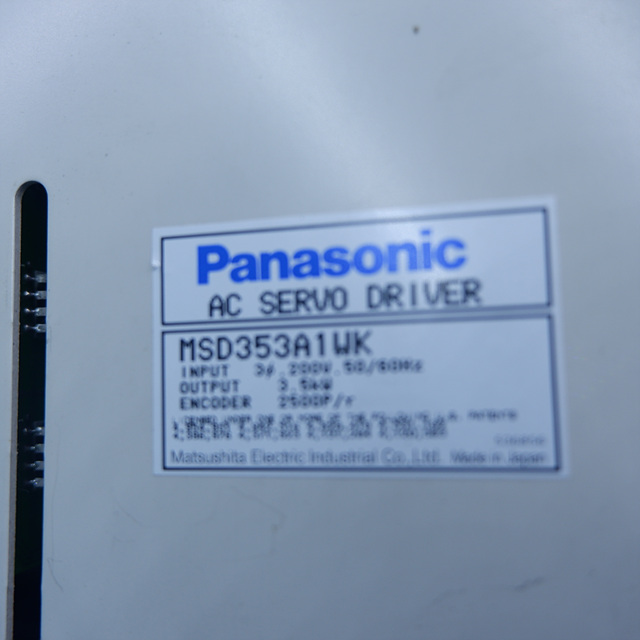 Panasonic
AC SERVO DRIVER
MSD353A1WK
INPUT 3ø 200V 50/60Hz
OUTPUT 3.5kW
ENCODER 2500P/r
Matsushita Electric Industrial Co.,Ltd. Made in Japan